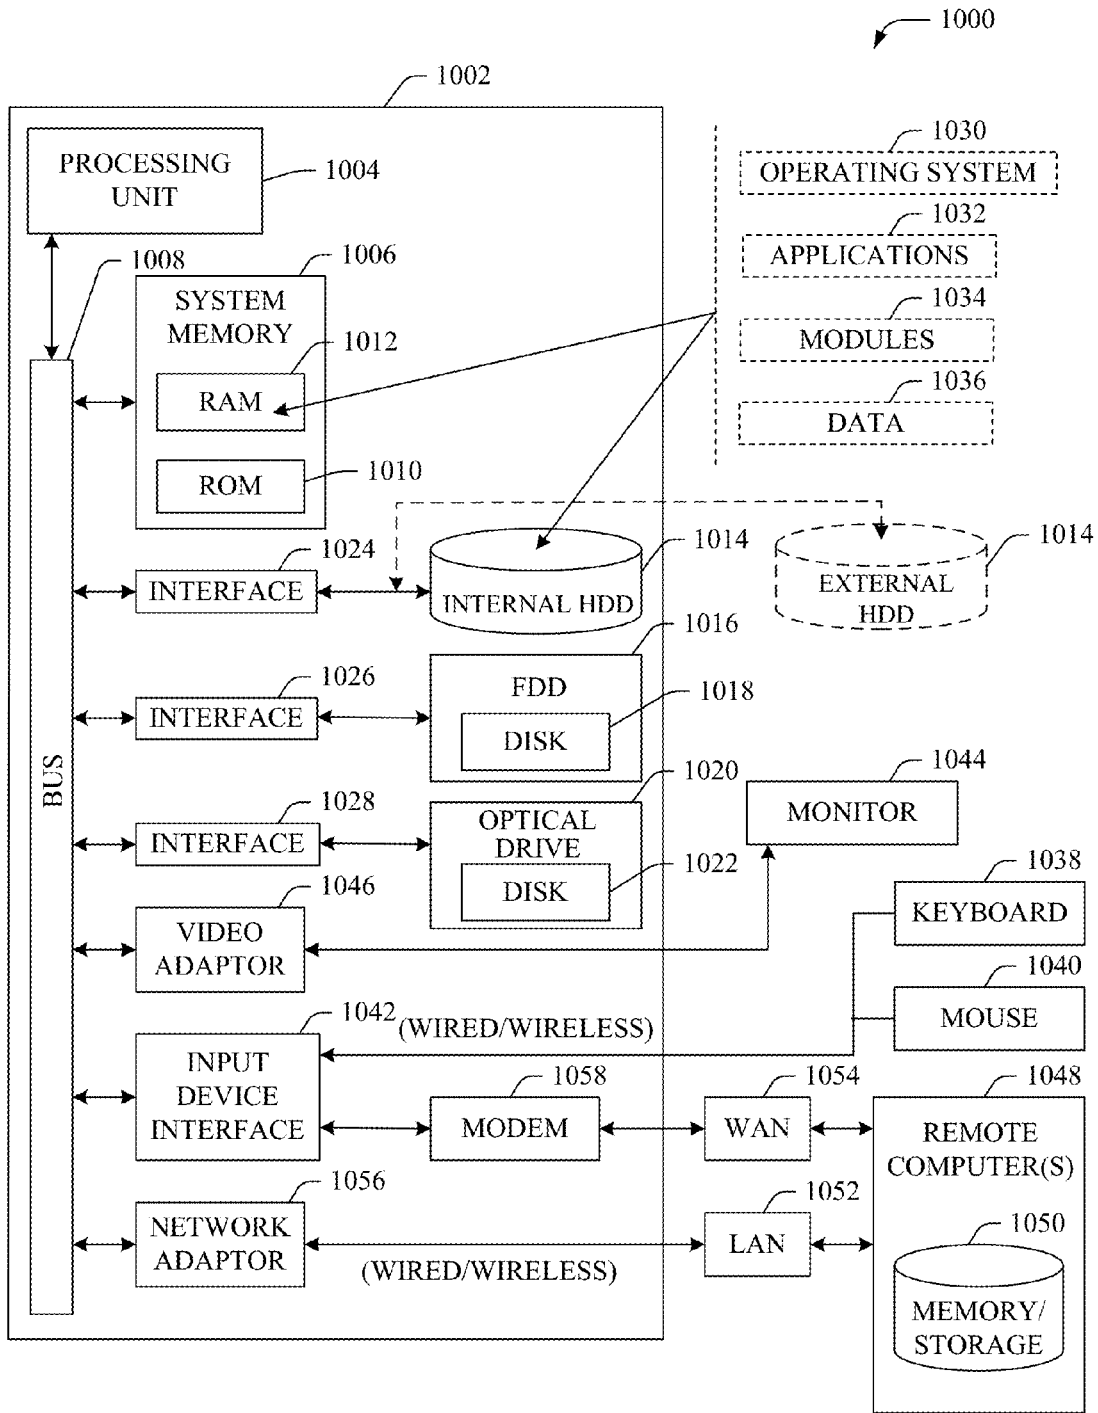 1000
1002
PROCESSING
UNIT
1004
1030
OPERATING SYSTEM
1032
APPLICATIONS
1034
MODULES
1036
DATA
1008
1006
SYSTEM
MEMORY
1012
RAM
1010
ROM
1024
INTERFACE
1014
INTERNAL HDD
1014
EXTERNAL
HDD
1016
FDD
1026
INTERFACE
1018
DISK
BUS
1020
OPTICAL
DRIVE
1028
INTERFACE
1022
DISK
1044
MONITOR
1046
VIDEO
ADAPTOR
1038
KEYBOARD
1040
MOUSE
1042
(WIRED/WIRELESS)
INPUT
DEVICE
INTERFACE
1058
MODEM
1054
WAN
1048
REMOTE
COMPUTER(S)
1056
NETWORK
ADAPTOR
(WIRED/WIRELESS)
1052
LAN
1050
MEMORY/
STORAGE